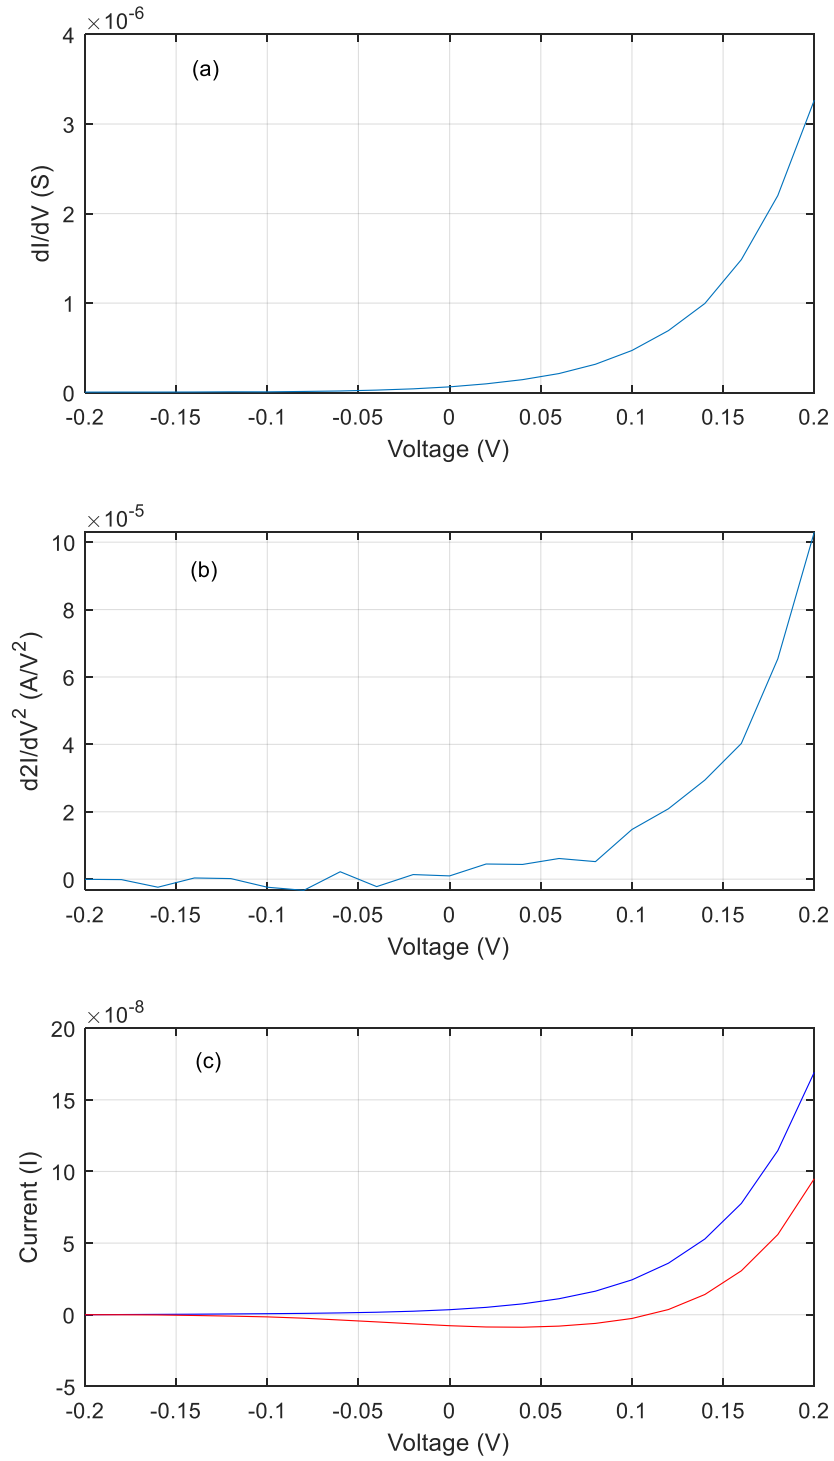 ×10-6
(a)
4
3
2
1
0
dI/dV (S)
-0.2 -0.15 -0.1 -0.05 0 0.05 0.1 0.15 0.2
Voltage (V)
×10-5
(b)
10
8
6
4
2
0
d2I/dV2 (A/V2)
-0.2 -0.15 -0.1 -0.05 0 0.05 0.1 0.15 0.2
Voltage (V)
×10-8
(c)
20
15
10
5
0
-5
Current (I)
-0.2 -0.15 -0.1 -0.05 0 0.05 0.1 0.15 0.2
Voltage (V)